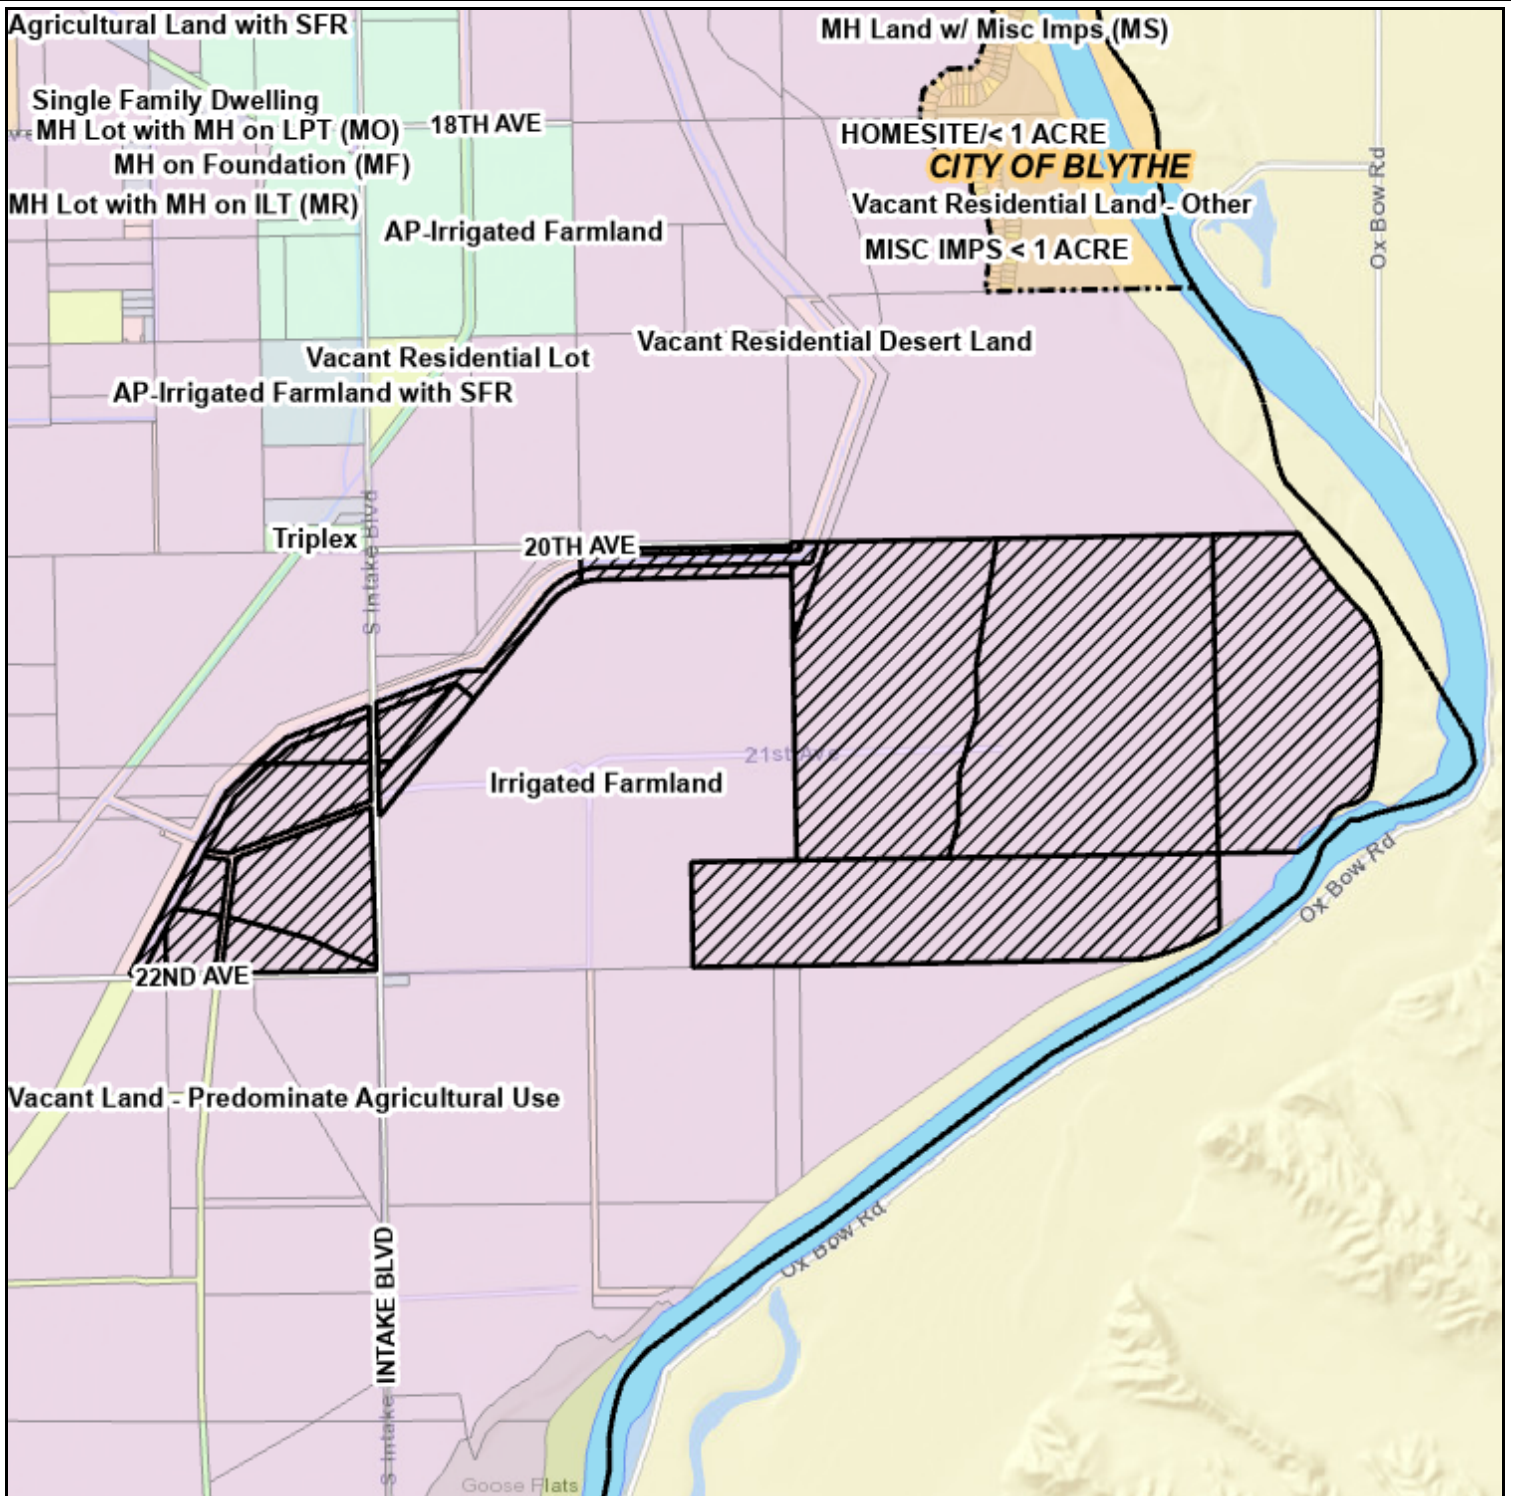 Agricultural Land with SFR
MH Land w/ Misc Imps (MS)
Single Family Dwelling
MH Lot with MH on LPT (MO)
18TH AVE
HOMESITE/< 1 ACRE
MH on Foundation (MF)
CITY OF BLYTHE
MH Lot with MH on ILT (MR)
Vacant Residential Land - Other
Ox Bow Rd
AP-Irrigated Farmland
MISC IMPS < 1 ACRE
Vacant Residential Desert Land
Vacant Residential Lot
AP-Irrigated Farmland with SFR
Triplex
S Intake Blvd
20TH AVE
21st Ave
Irrigated Farmland
Ox Bow Rd
22ND AVE
Vacant Land - Predominate Agricultural Use
Ox Bow Rd
INTAKE BLVD
S Intake Blvd
Goose Flats